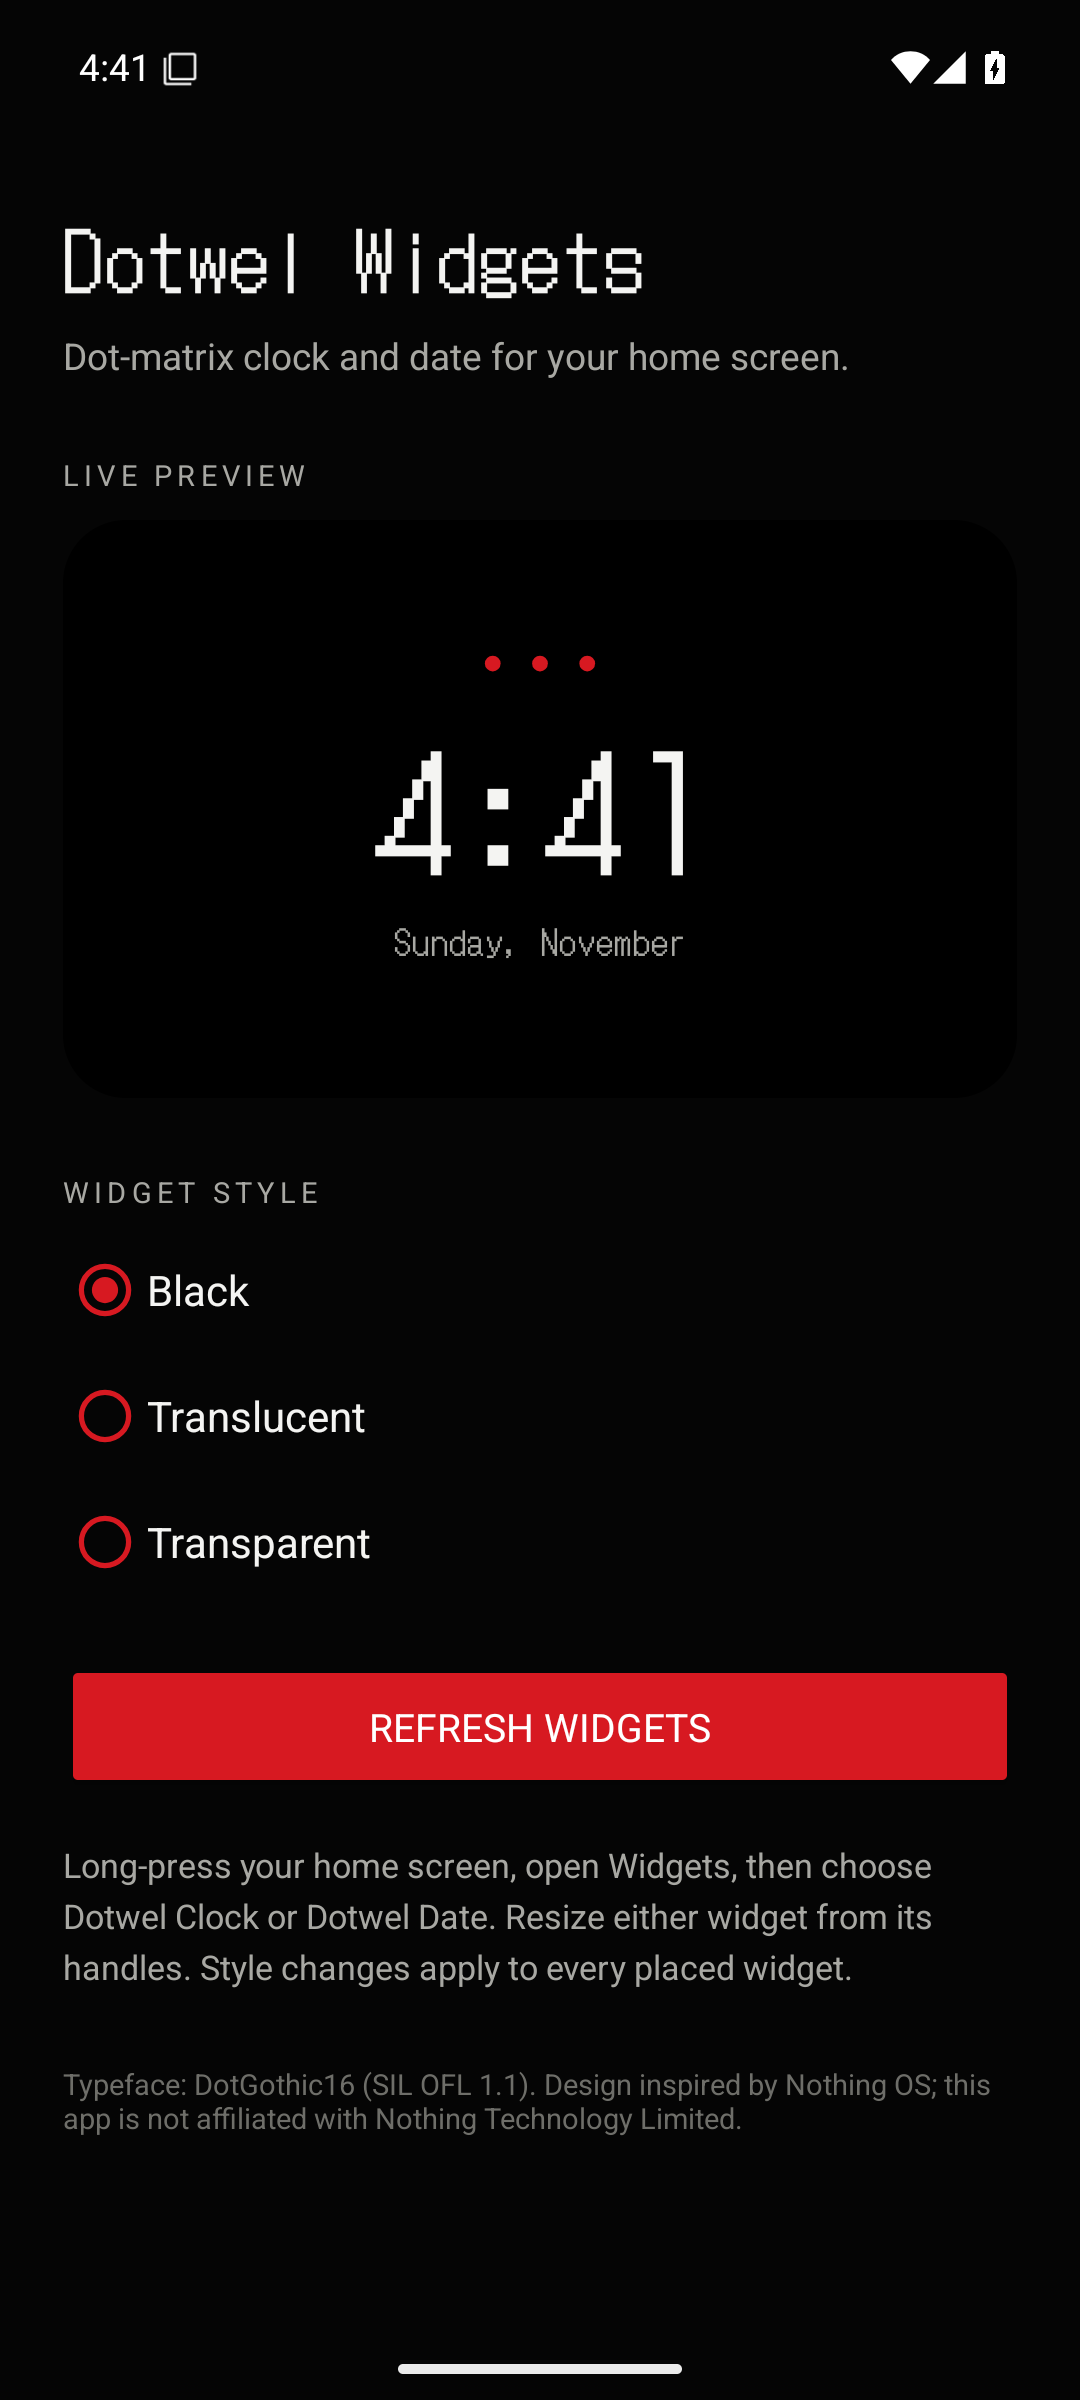 4:41
Dotwel Widgets
Dot-matrix clock and date for your home screen.
LIVE PREVIEW
4:41
Sunday, November
WIDGET STYLE
Black
Translucent
Transparent
REFRESH WIDGETS
Long-press your home screen, open Widgets, then choose
Dotwel Clock or Dotwel Date. Resize either widget from its
handles. Style changes apply to every placed widget.
Typeface: DotGothic16 (SIL OFL 1.1). Design inspired by Nothing OS; this
app is not affiliated with Nothing Technology Limited.